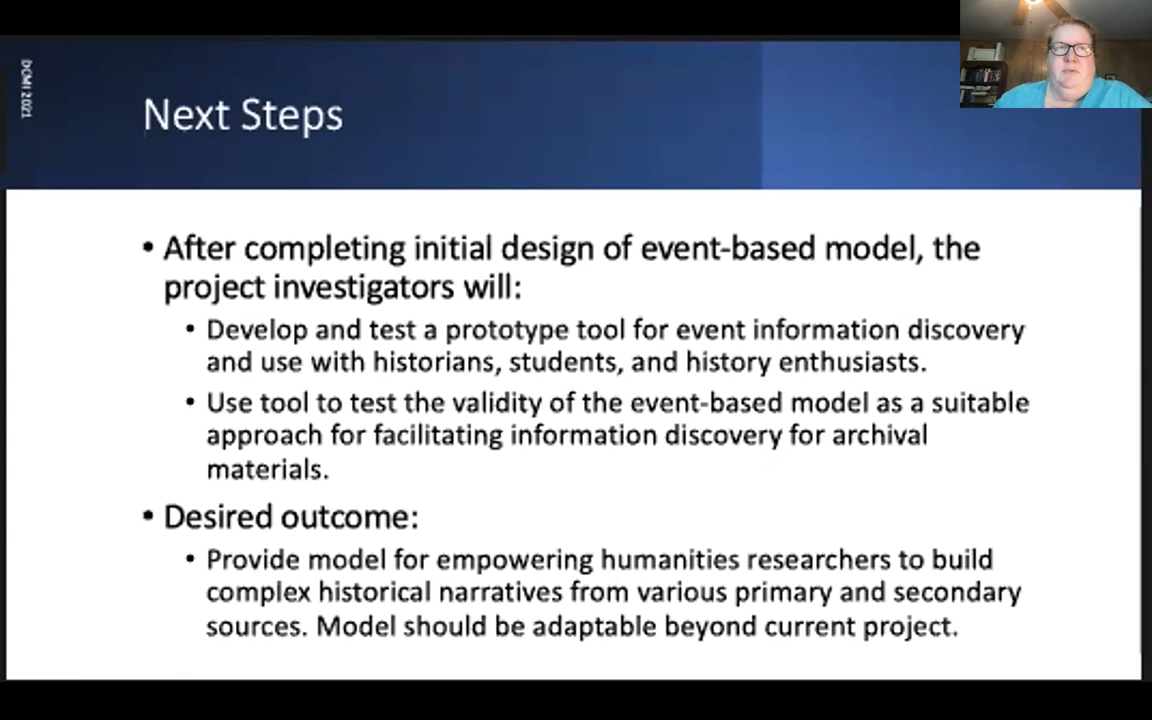 DCMI 2021
Next Steps
• After completing initial design of event-based model, the
project investigators will:
• Develop and test a prototype tool for event information discovery
and use with historians, students, and history enthusiasts.
• Use tool to test the validity of the event-based model as a suitable
approach for facilitating information discovery for archival
materials.
• Desired outcome:
• Provide model for empowering humanities researchers to build
complex historical narratives from various primary and secondary
sources. Model should be adaptable beyond current project.